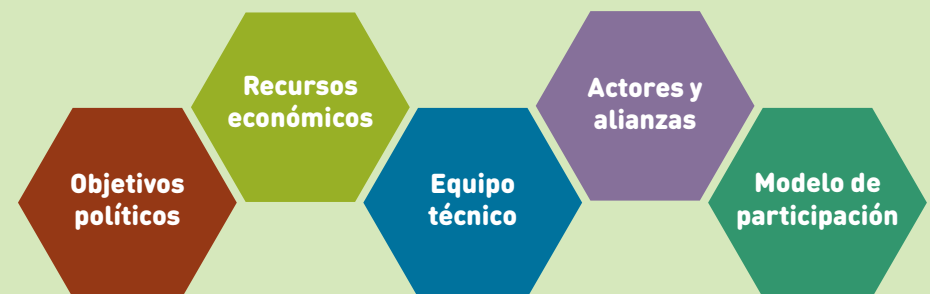 Objetivos
políticos
Recursos
económicos
Equipo
técnico
Actores y
alianzas
Modelo de
participación